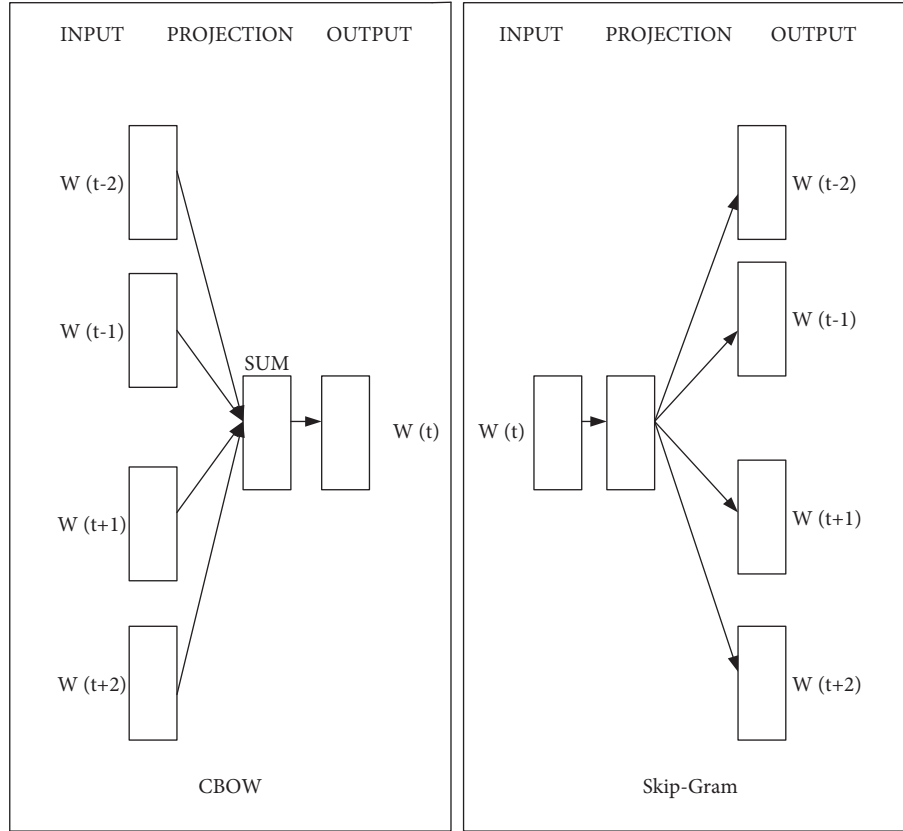 INPUT PROJECTION OUTPUT
W (t-2)
W (t-1)
SUM
W (t)
W (t+1)
W (t+2)
CBOW
INPUT PROJECTION OUTPUT
W (t-2)
W (t-1)
W (t)
W (t+1)
W (t+2)
Skip-Gram